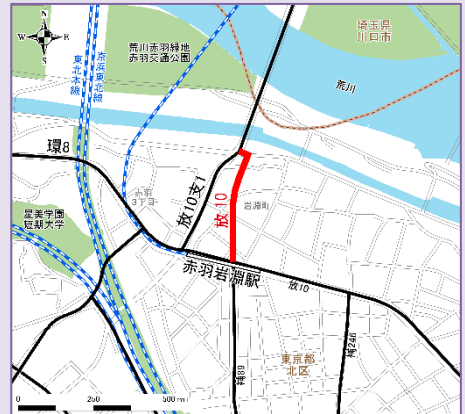 N
W
E
S
埼玉県
川口市
荒川赤羽緑地
赤羽交通公園
荒川
京浜東北線
東北本線
環8
赤羽
3丁目
放10支1
放10
岩淵町
星美学園
短期大学
赤羽岩淵駅
放10
補89
補246
東京都
北区
0 250 500 m